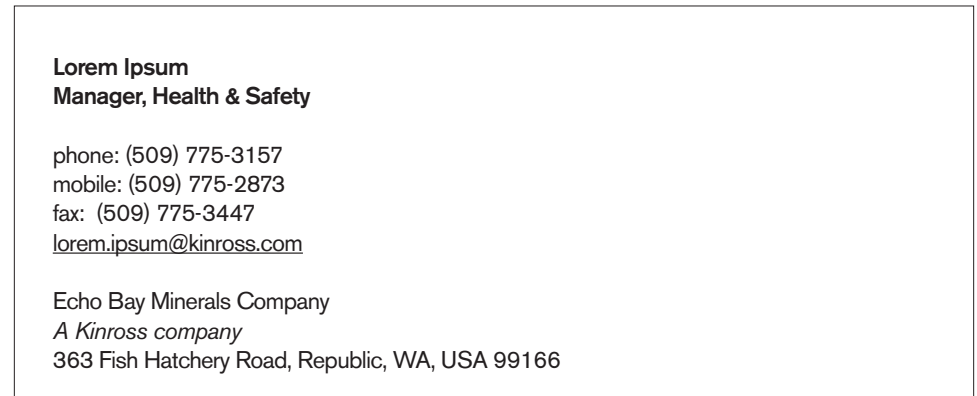 Lorem Ipsum
Manager, Health & Safety
phone: (509) 775-3157
mobile: (509) 775-2873
fax:  (509) 775-3447
lorem.ipsum@kinross.com
Echo Bay Minerals Company
A Kinross company
363 Fish Hatchery Road, Republic, WA, USA 99166